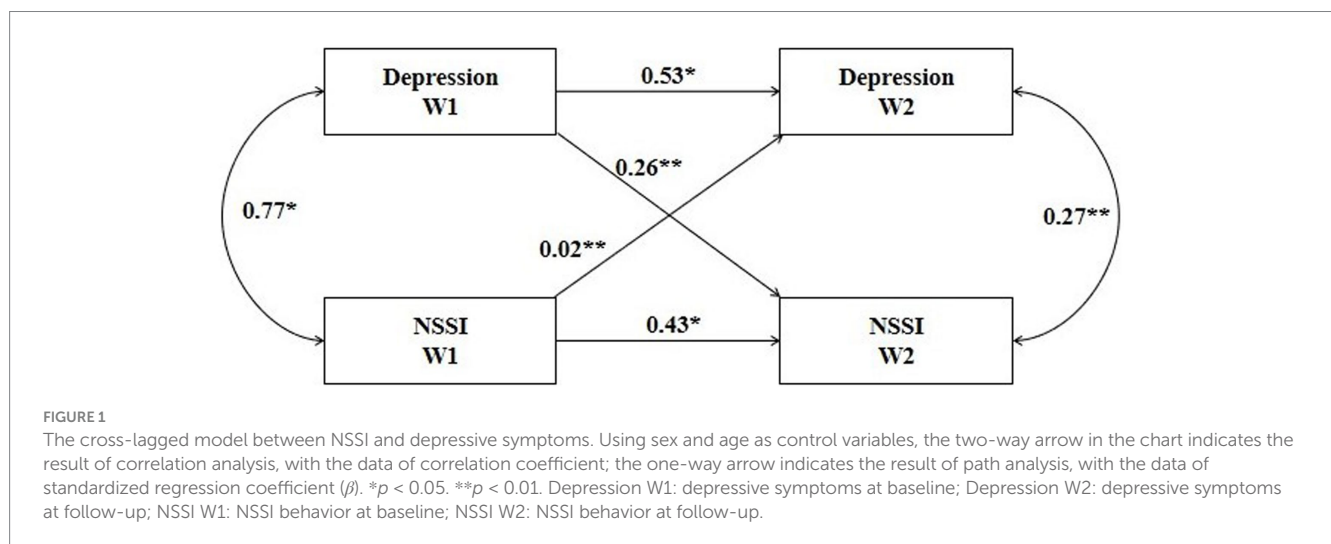 Depression
W1
0.53*
Depression
W2
0.26**
0.77*
0.27**
0.02**
NSSI
W1
0.43*
NSSI
W2
FIGURE 1
The cross-lagged model between NSSI and depressive symptoms. Using sex and age as control variables, the two-way arrow in the chart indicates the
result of correlation analysis, with the data of correlation coefficient; the one-way arrow indicates the result of path analysis, with the data of
standardized regression coefficient (β). *p < 0.05. **p < 0.01. Depression W1: depressive symptoms at baseline; Depression W2: depressive symptoms
at follow-up; NSSI W1: NSSI behavior at baseline; NSSI W2: NSSI behavior at follow-up.